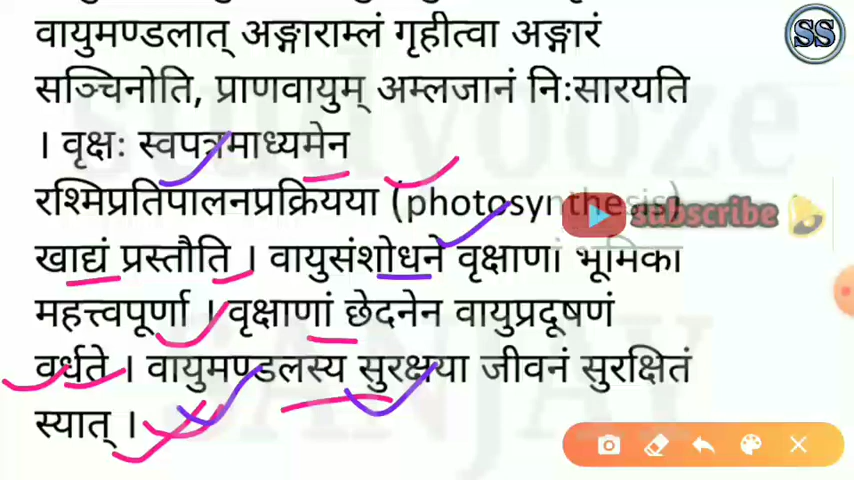 वायुमण्डलात् अङ्गाराम्लं गृहीत्वा अङ्गारं
SS
सञ्चिनोति, प्राणवायुम् अम्लजानं निःसारयति
। वृक्षः स्वपत्रमाध्यमेन
रश्मिप्रतिपालनप्रक्रियया (photosynthesis)
subscribe
खाद्यं प्रस्तौति । वायुसंशोधने वृक्षाणां भूमिका
महत्त्वपूर्णा । वृक्षाणां छेदनेन वायुप्रदूषणं
वर्धते । वायुमण्डलस्य सुरक्षया जीवनं सुरक्षितं
स्यात् ।
SANJAY